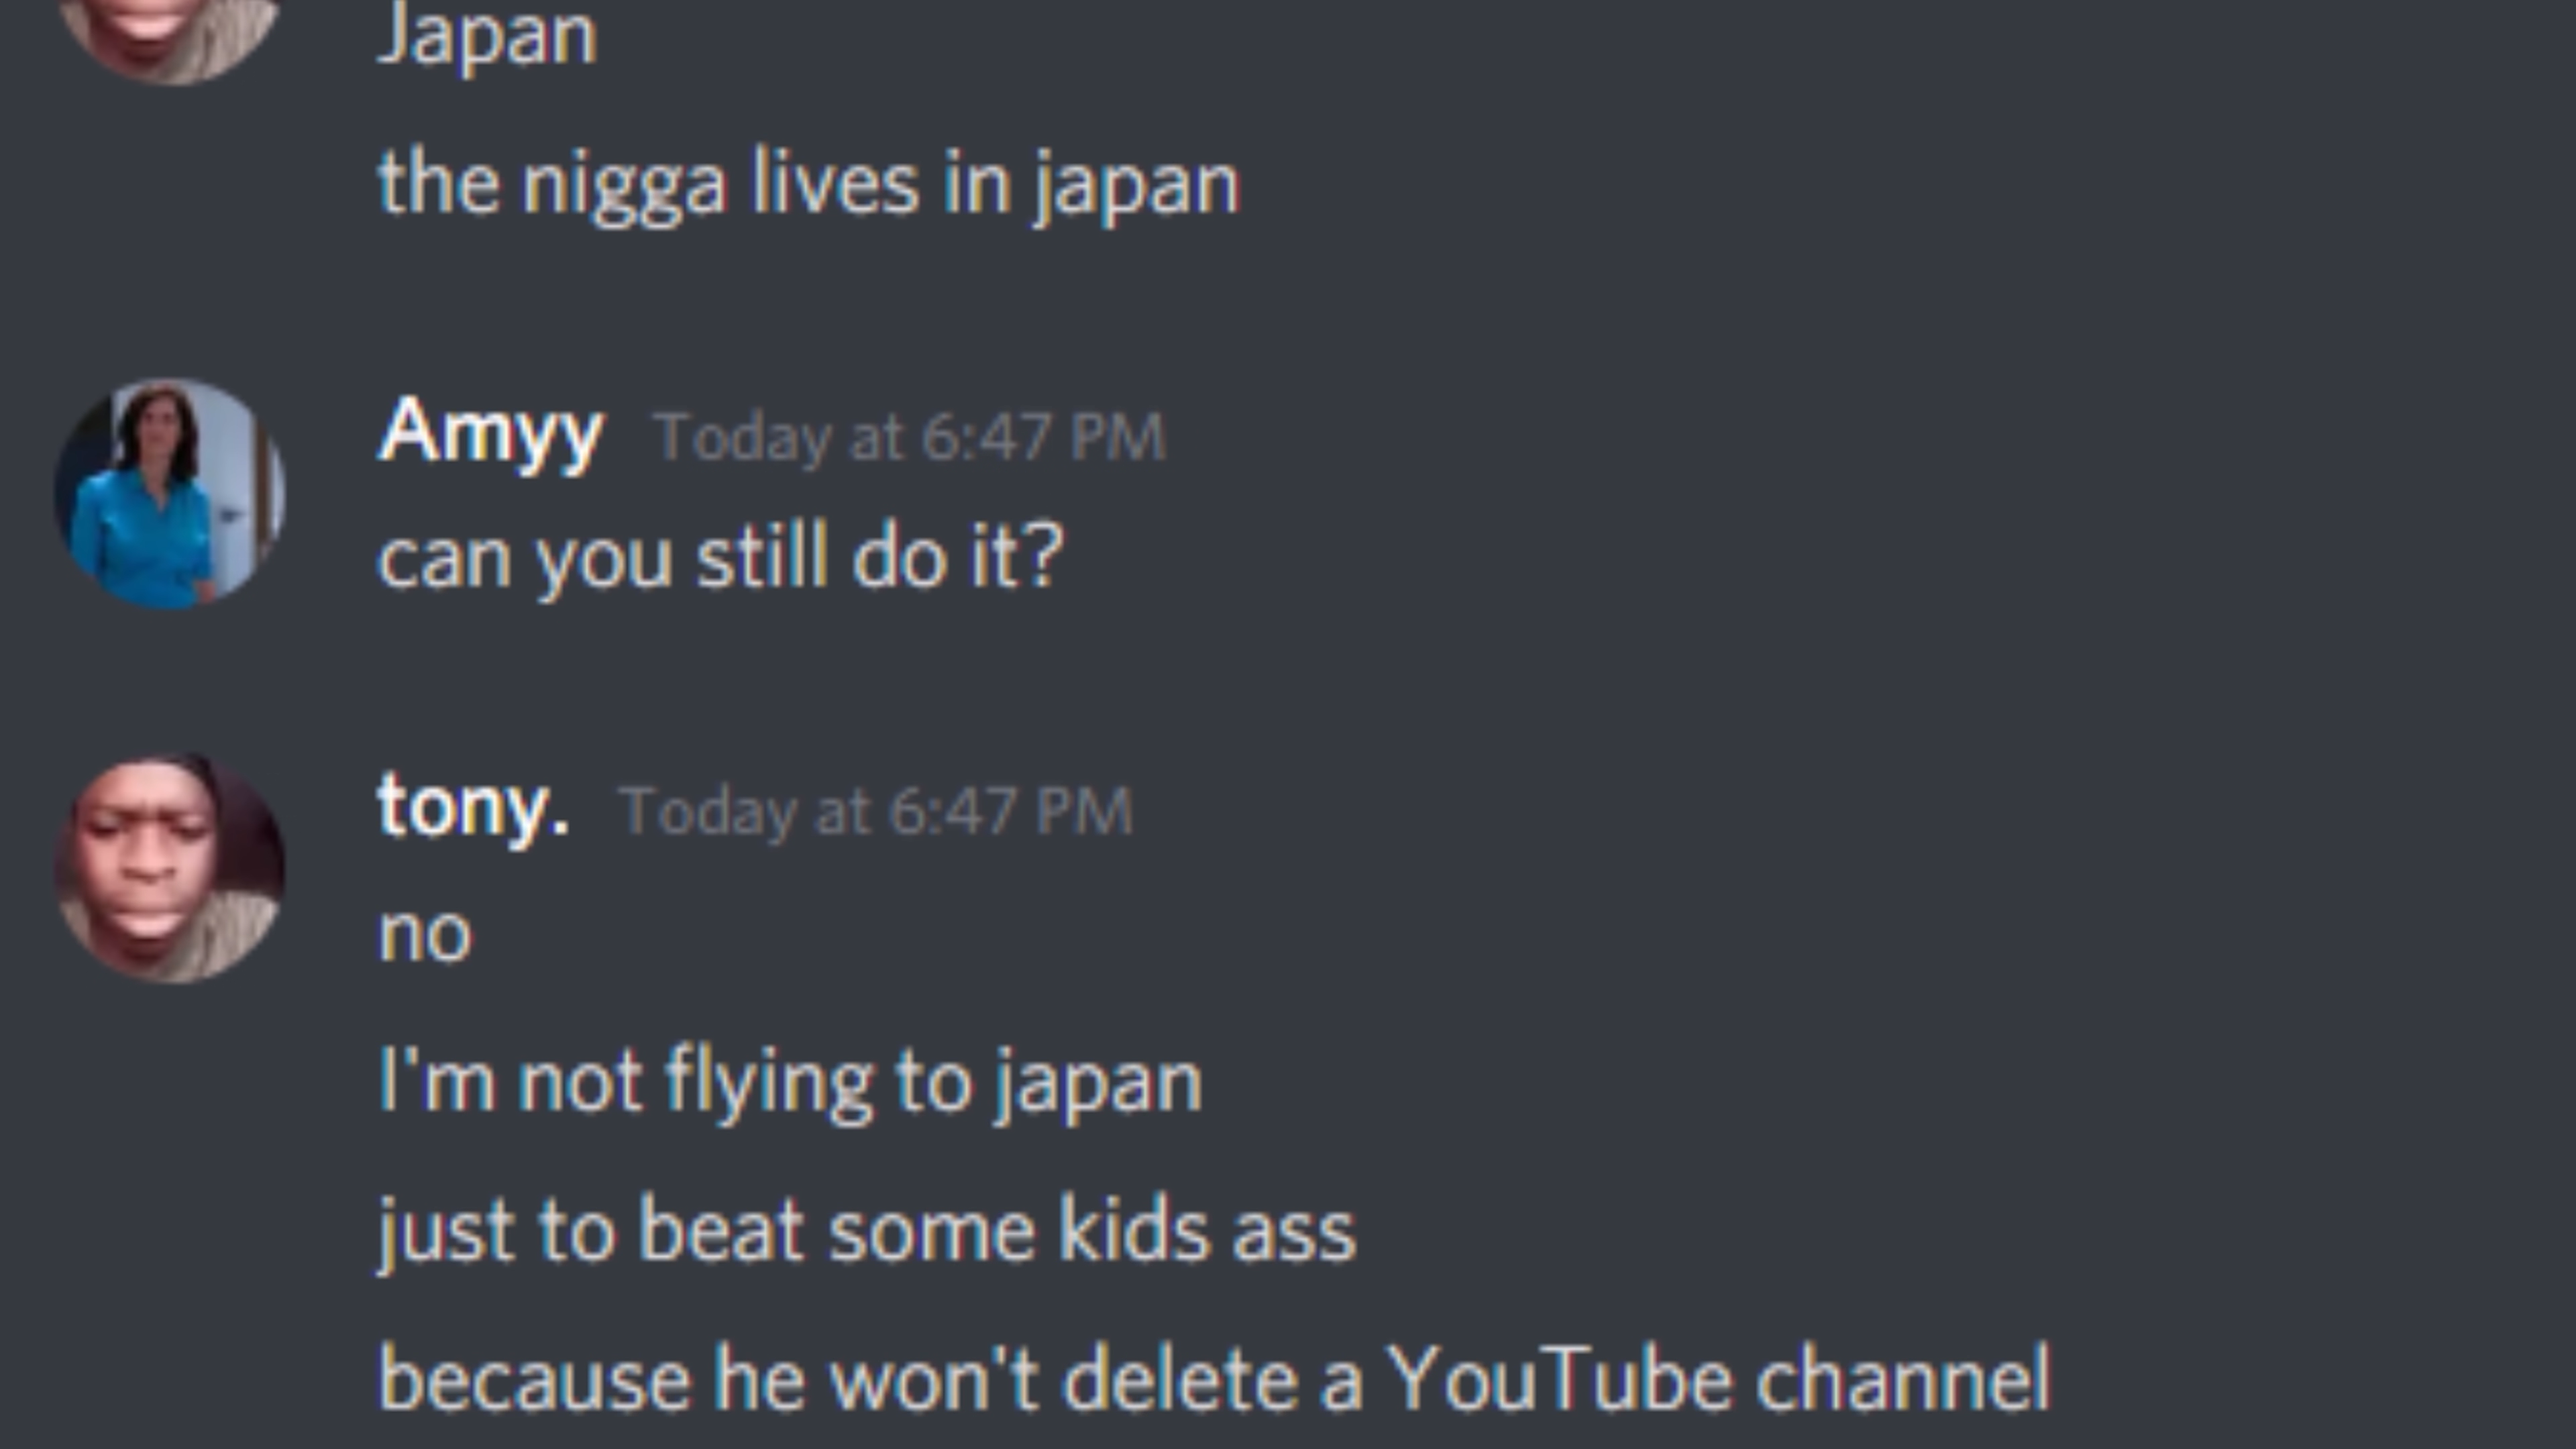 Japan
the nigga lives in japan
Amyy Today at 6:47 PM
can you still do it?
tony. Today at 6:47 PM
no
I'm not flying to japan
just to beat some kids ass
because he won't delete a YouTube channel